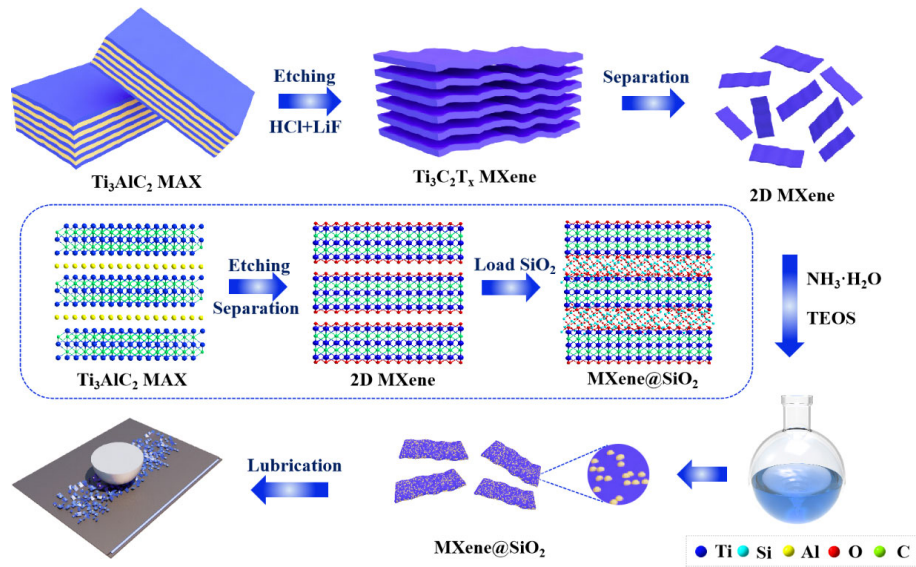 Etching
HCl+LiF
Separation
Ti₃AlC₂ MAX
Ti₃C₂Tₓ MXene
2D MXene
Etching
Separation
Load SiO₂
Ti₃AlC₂ MAX
2D MXene
MXene@SiO₂
NH₃·H₂O
TEOS
Lubrication
MXene@SiO₂
Ti Si Al O C